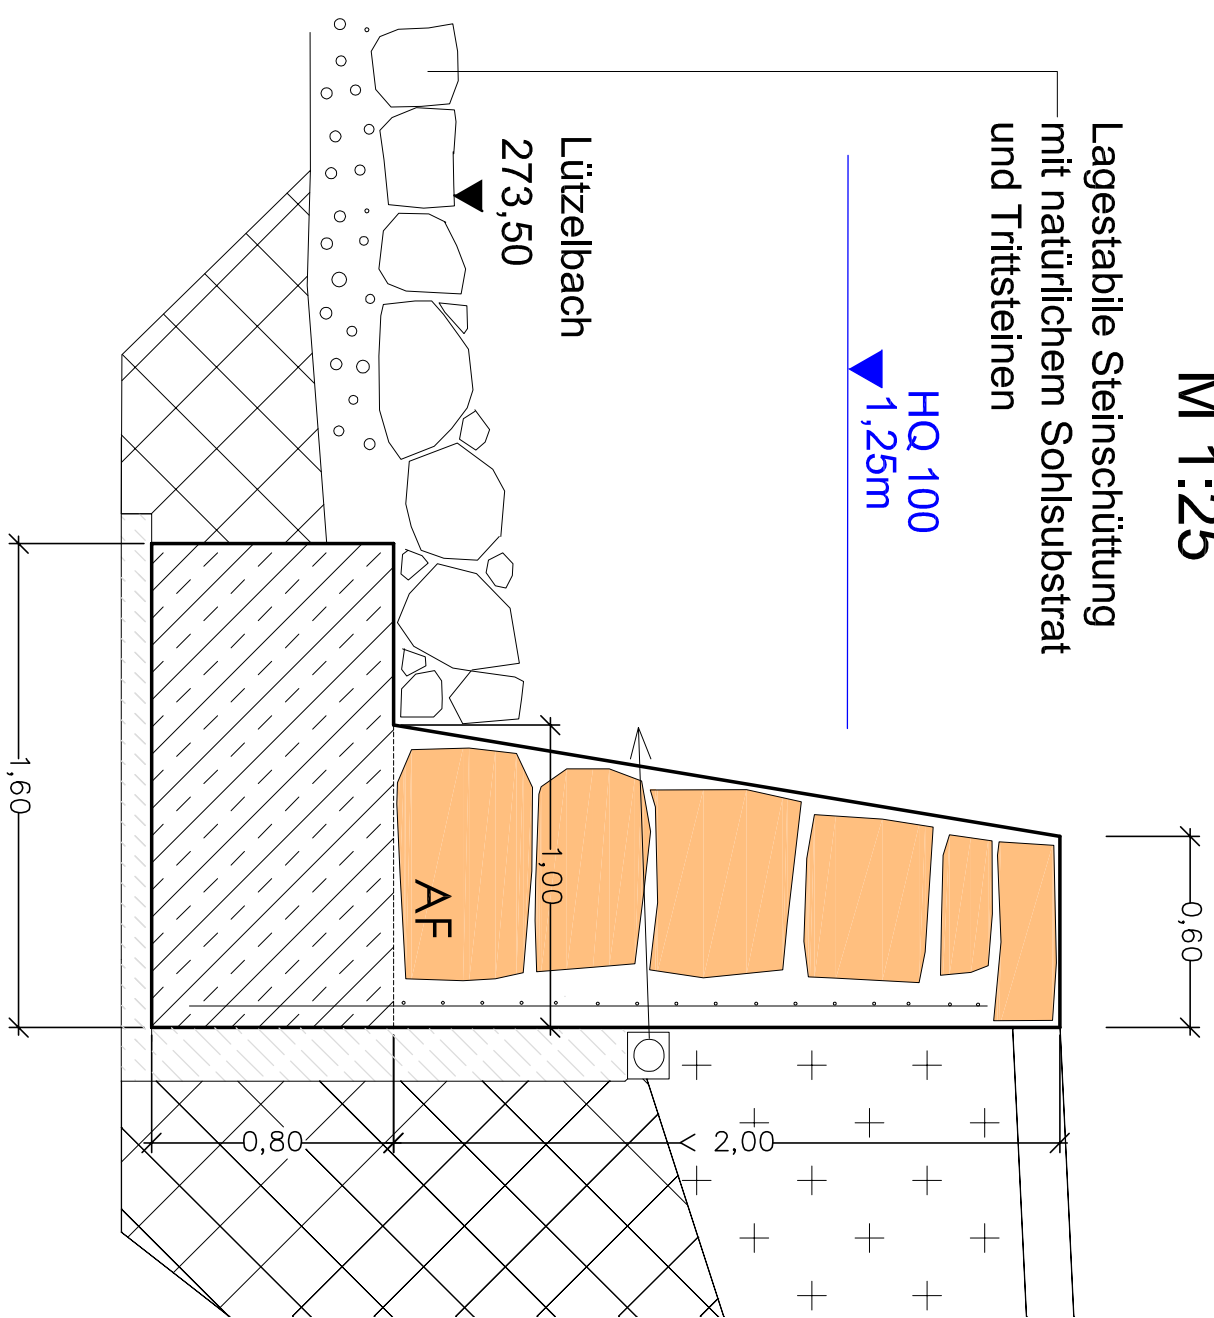 M 1:25
Lagestabile Steinschüttung
mit natürlichem Sohlsubstrat
und Trittsteinen
HQ 100
1,25m
Lützelbach
273,50
0,60
1,00
AF
1,60
0,80
< 2,00